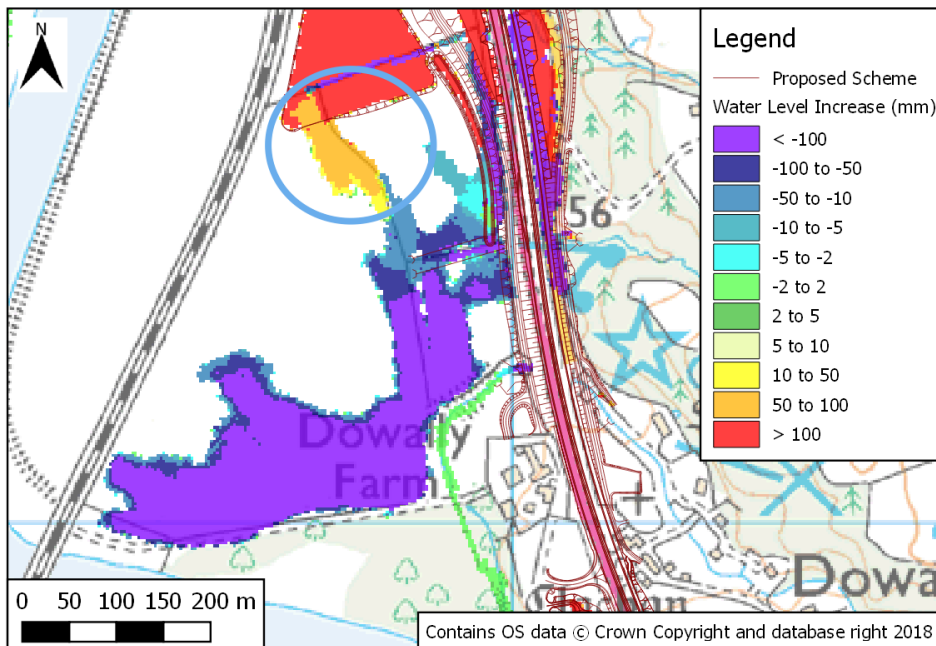 N
Legend
Proposed Scheme
Water Level Increase (mm)
< -100
-100 to -50
-50 to -10
-10 to -5
-5 to -2
-2 to 2
2 to 5
5 to 10
10 to 50
50 to 100
> 100
56
Dowally
Farm
Dowa
0 50 100 150 200 m
Contains OS data © Crown Copyright and database right 2018